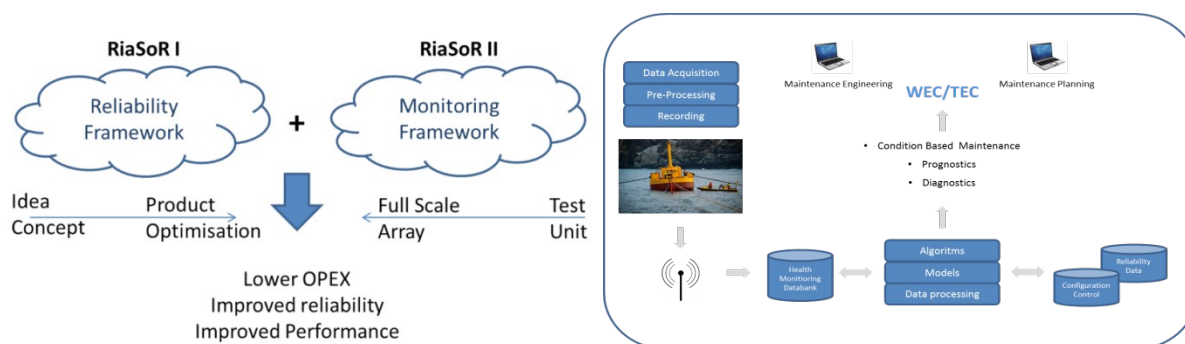 RiaSoR I
RiaSoR II
Reliability
Framework
+
Monitoring
Framework
Idea
Concept
Product
Optimisation
Full Scale
Array
Test
Unit
Lower OPEX
Improved reliability
Improved Performance
Data Acquisition
Pre-Processing
Recording
Maintenance Engineering
WEC/TEC
Maintenance Planning
• Condition Based Maintenance
• Prognostics
• Diagnostics
Health
Monitoring
Databank
Algoritms
Models
Data processing
Reliability
Data
Configuration
Control